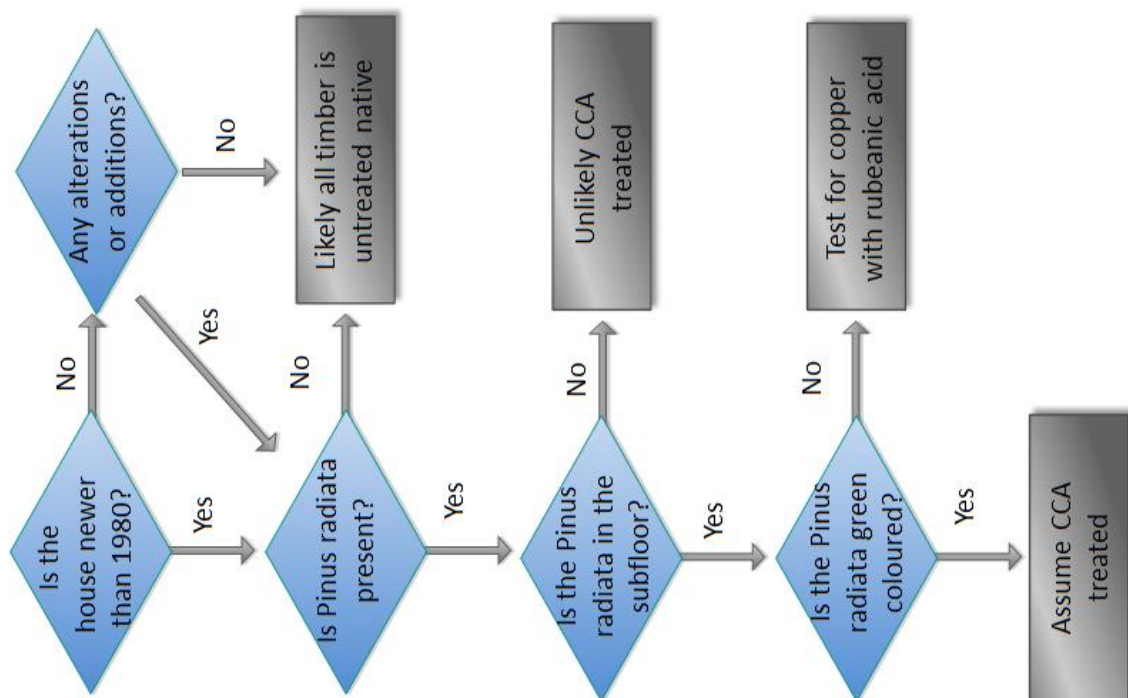 Is the
house newer
than 1980?
No
Any alterations
or additions?
Yes
Yes
No
Is Pinus radiata
present?
No
Likely all timber is
untreated native
Yes
Is the Pinus
radiata in the
subfloor?
No
Unlikely CCA
treated
Yes
Is the Pinus
radiata green
coloured?
No
Test for copper
with rubeanic acid
Yes
Assume CCA
treated